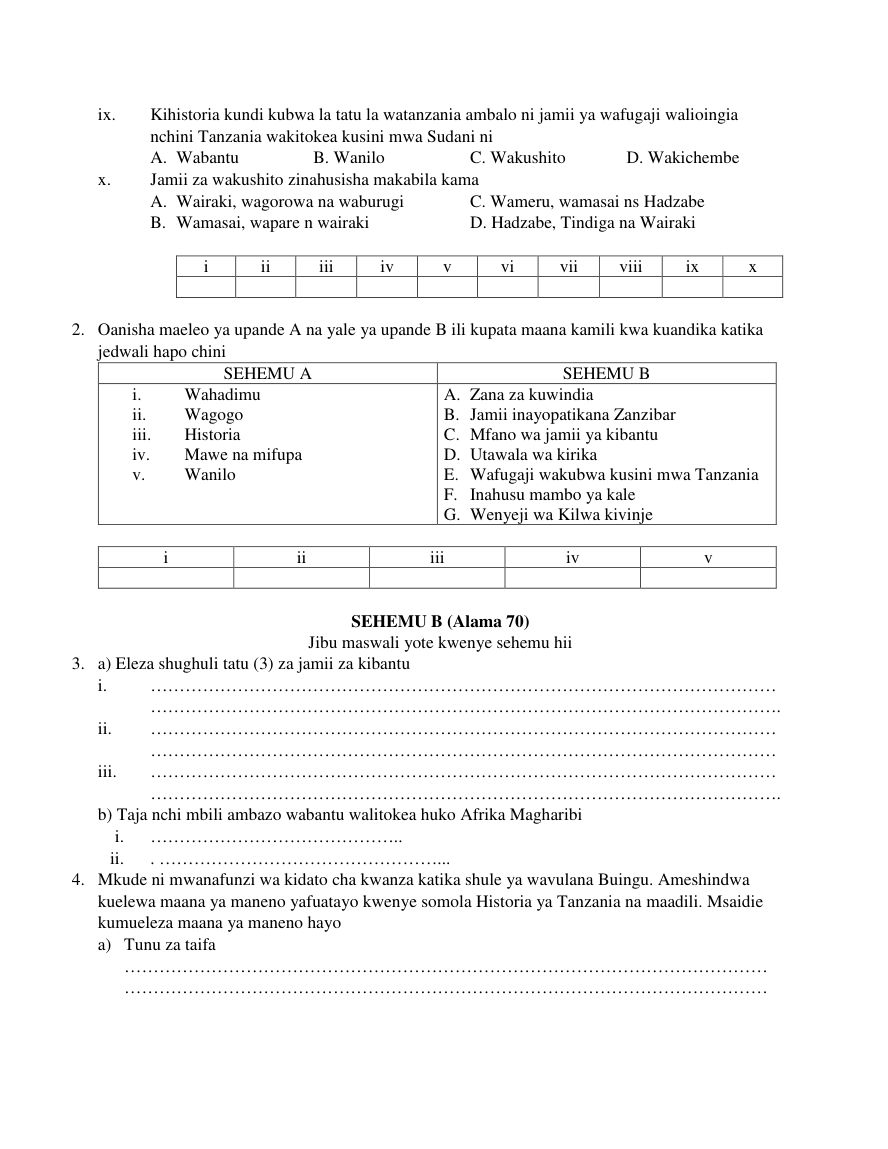 ix. Kihistoria kundi kubwa la tatu la watanzania ambalo ni jamii ya wafugaji walioingia
nchini Tanzania wakitokea kusini mwa Sudani ni
A. Wabantu B. Wanilo C. Wakushito D. Wakichembe
x. Jamii za wakushito zinahusisha makabila kama
A. Wairaki, wagorowa na waburugi C. Wameru, wamasai ns Hadzabe
B. Wamasai, wapare n wairaki D. Hadzabe, Tindiga na Wairaki
i ii iii iv v vi vii viii ix x
2. Oanisha maeleo ya upande A na yale ya upande B ili kupata maana kamili kwa kuandika katika
jedwali hapo chini
SEHEMU A SEHEMU B
i. Wahadimu A. Zana za kuwindia
ii. Wagogo B. Jamii inayopatikana Zanzibar
iii. Historia C. Mfano wa jamii ya kibantu
iv. Mawe na mifupa D. Utawala wa kirika
v. Wanilo E. Wafugaji wakubwa kusini mwa Tanzania
F. Inahusu mambo ya kale
G. Wenyeji wa Kilwa kivinje
i ii iii iv v
SEHEMU B (Alama 70)
Jibu maswali yote kwenye sehemu hii
3. a) Eleza shughuli tatu (3) za jamii za kibantu
i. ………………………………………………………………………………………………
……………………………………………………………………………………………….
ii. ………………………………………………………………………………………………
………………………………………………………………………………………………
iii. ………………………………………………………………………………………………
……………………………………………………………………………………………….
b) Taja nchi mbili ambazo wabantu walitokea huko Afrika Magharibi
i. ……………………………………..
ii. . …………………………………………...
4. Mkude ni mwanafunzi wa kidato cha kwanza katika shule ya wavulana Buingu. Ameshindwa
kuelewa maana ya maneno yafuatayo kwenye somola Historia ya Tanzania na maadili. Msaidie
kumueleza maana ya maneno hayo
a) Tunu za taifa
…………………………………………………………………………………………………
…………………………………………………………………………………………………